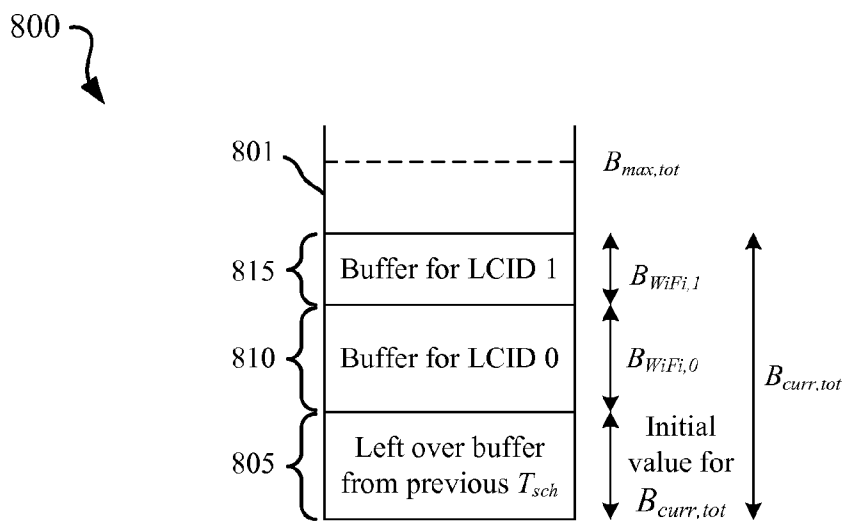 800
801
B_max,tot
815
Buffer for LCID 1
B_WiFi,1
810
Buffer for LCID 0
B_WiFi,0
B_curr,tot
805
Left over buffer
from previous T_sch
Initial
value for
B_curr,tot